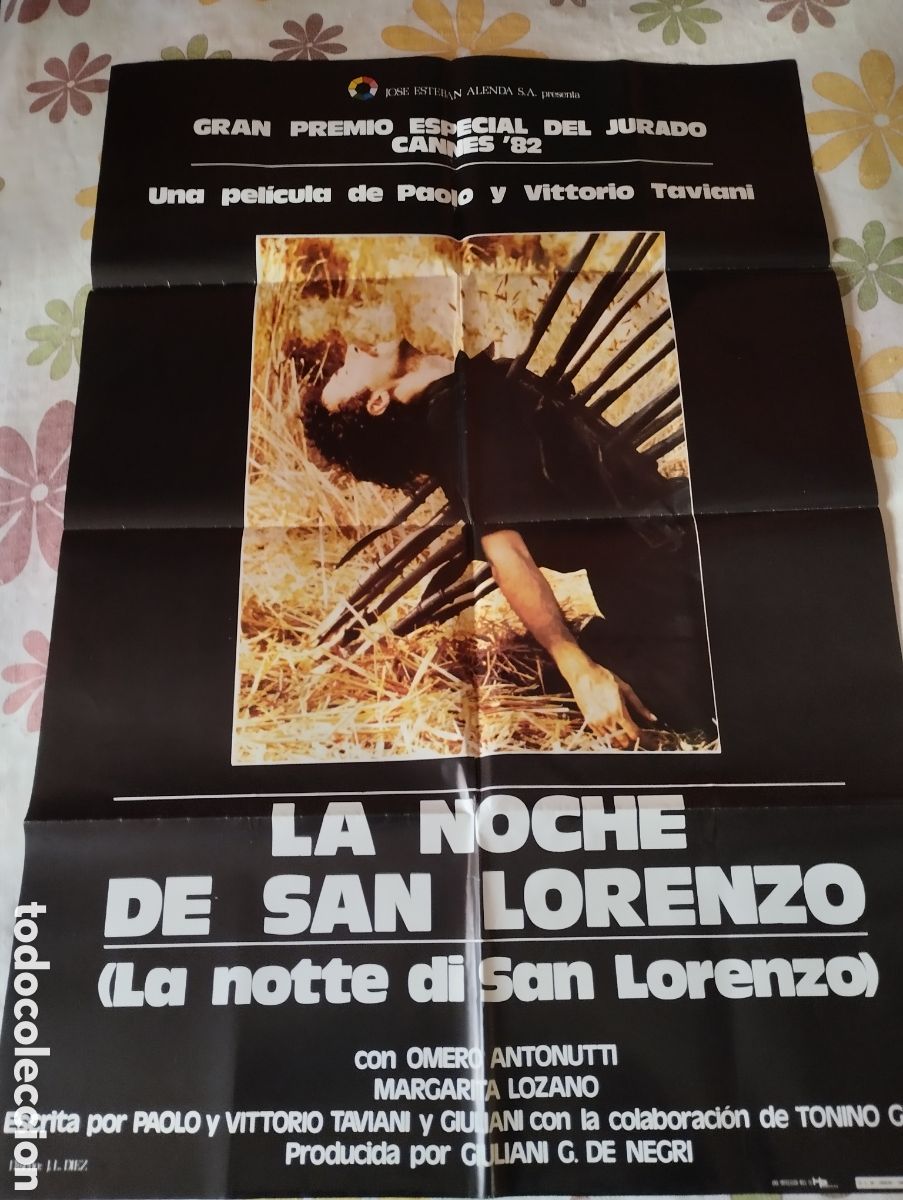 JOSE ESTEBAN ALENDA S.A. presenta
GRAN PREMIO ESPECIAL DEL JURADO
CANNES '82
Una película de Paolo y Vittorio Taviani
LA NOCHE
DE SAN LORENZO
(La notte di San Lorenzo)
con OMERO ANTONUTTI
MARGARITA LOZANO
Escrita por PAOLO y VITTORIO TAVIANI y GIULIANI con la colaboración de TONINO G
Producida por GIULIANI G. DE NEGRI
J.L. DIEZ
todocoleccion